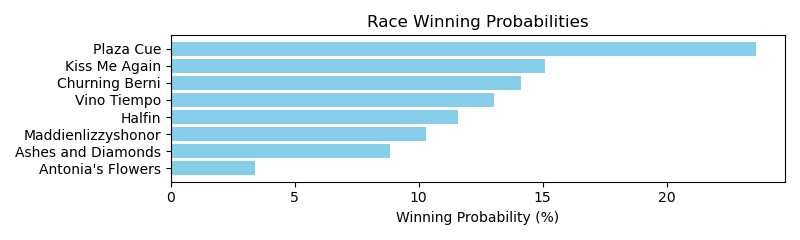 Race Winning Probabilities
Plaza Cue
Kiss Me Again
Churning Berni
Vino Tiempo
Halfin
Maddienlizzyshonor
Ashes and Diamonds
Antonia's Flowers
0 5 10 15 20
Winning Probability (%)